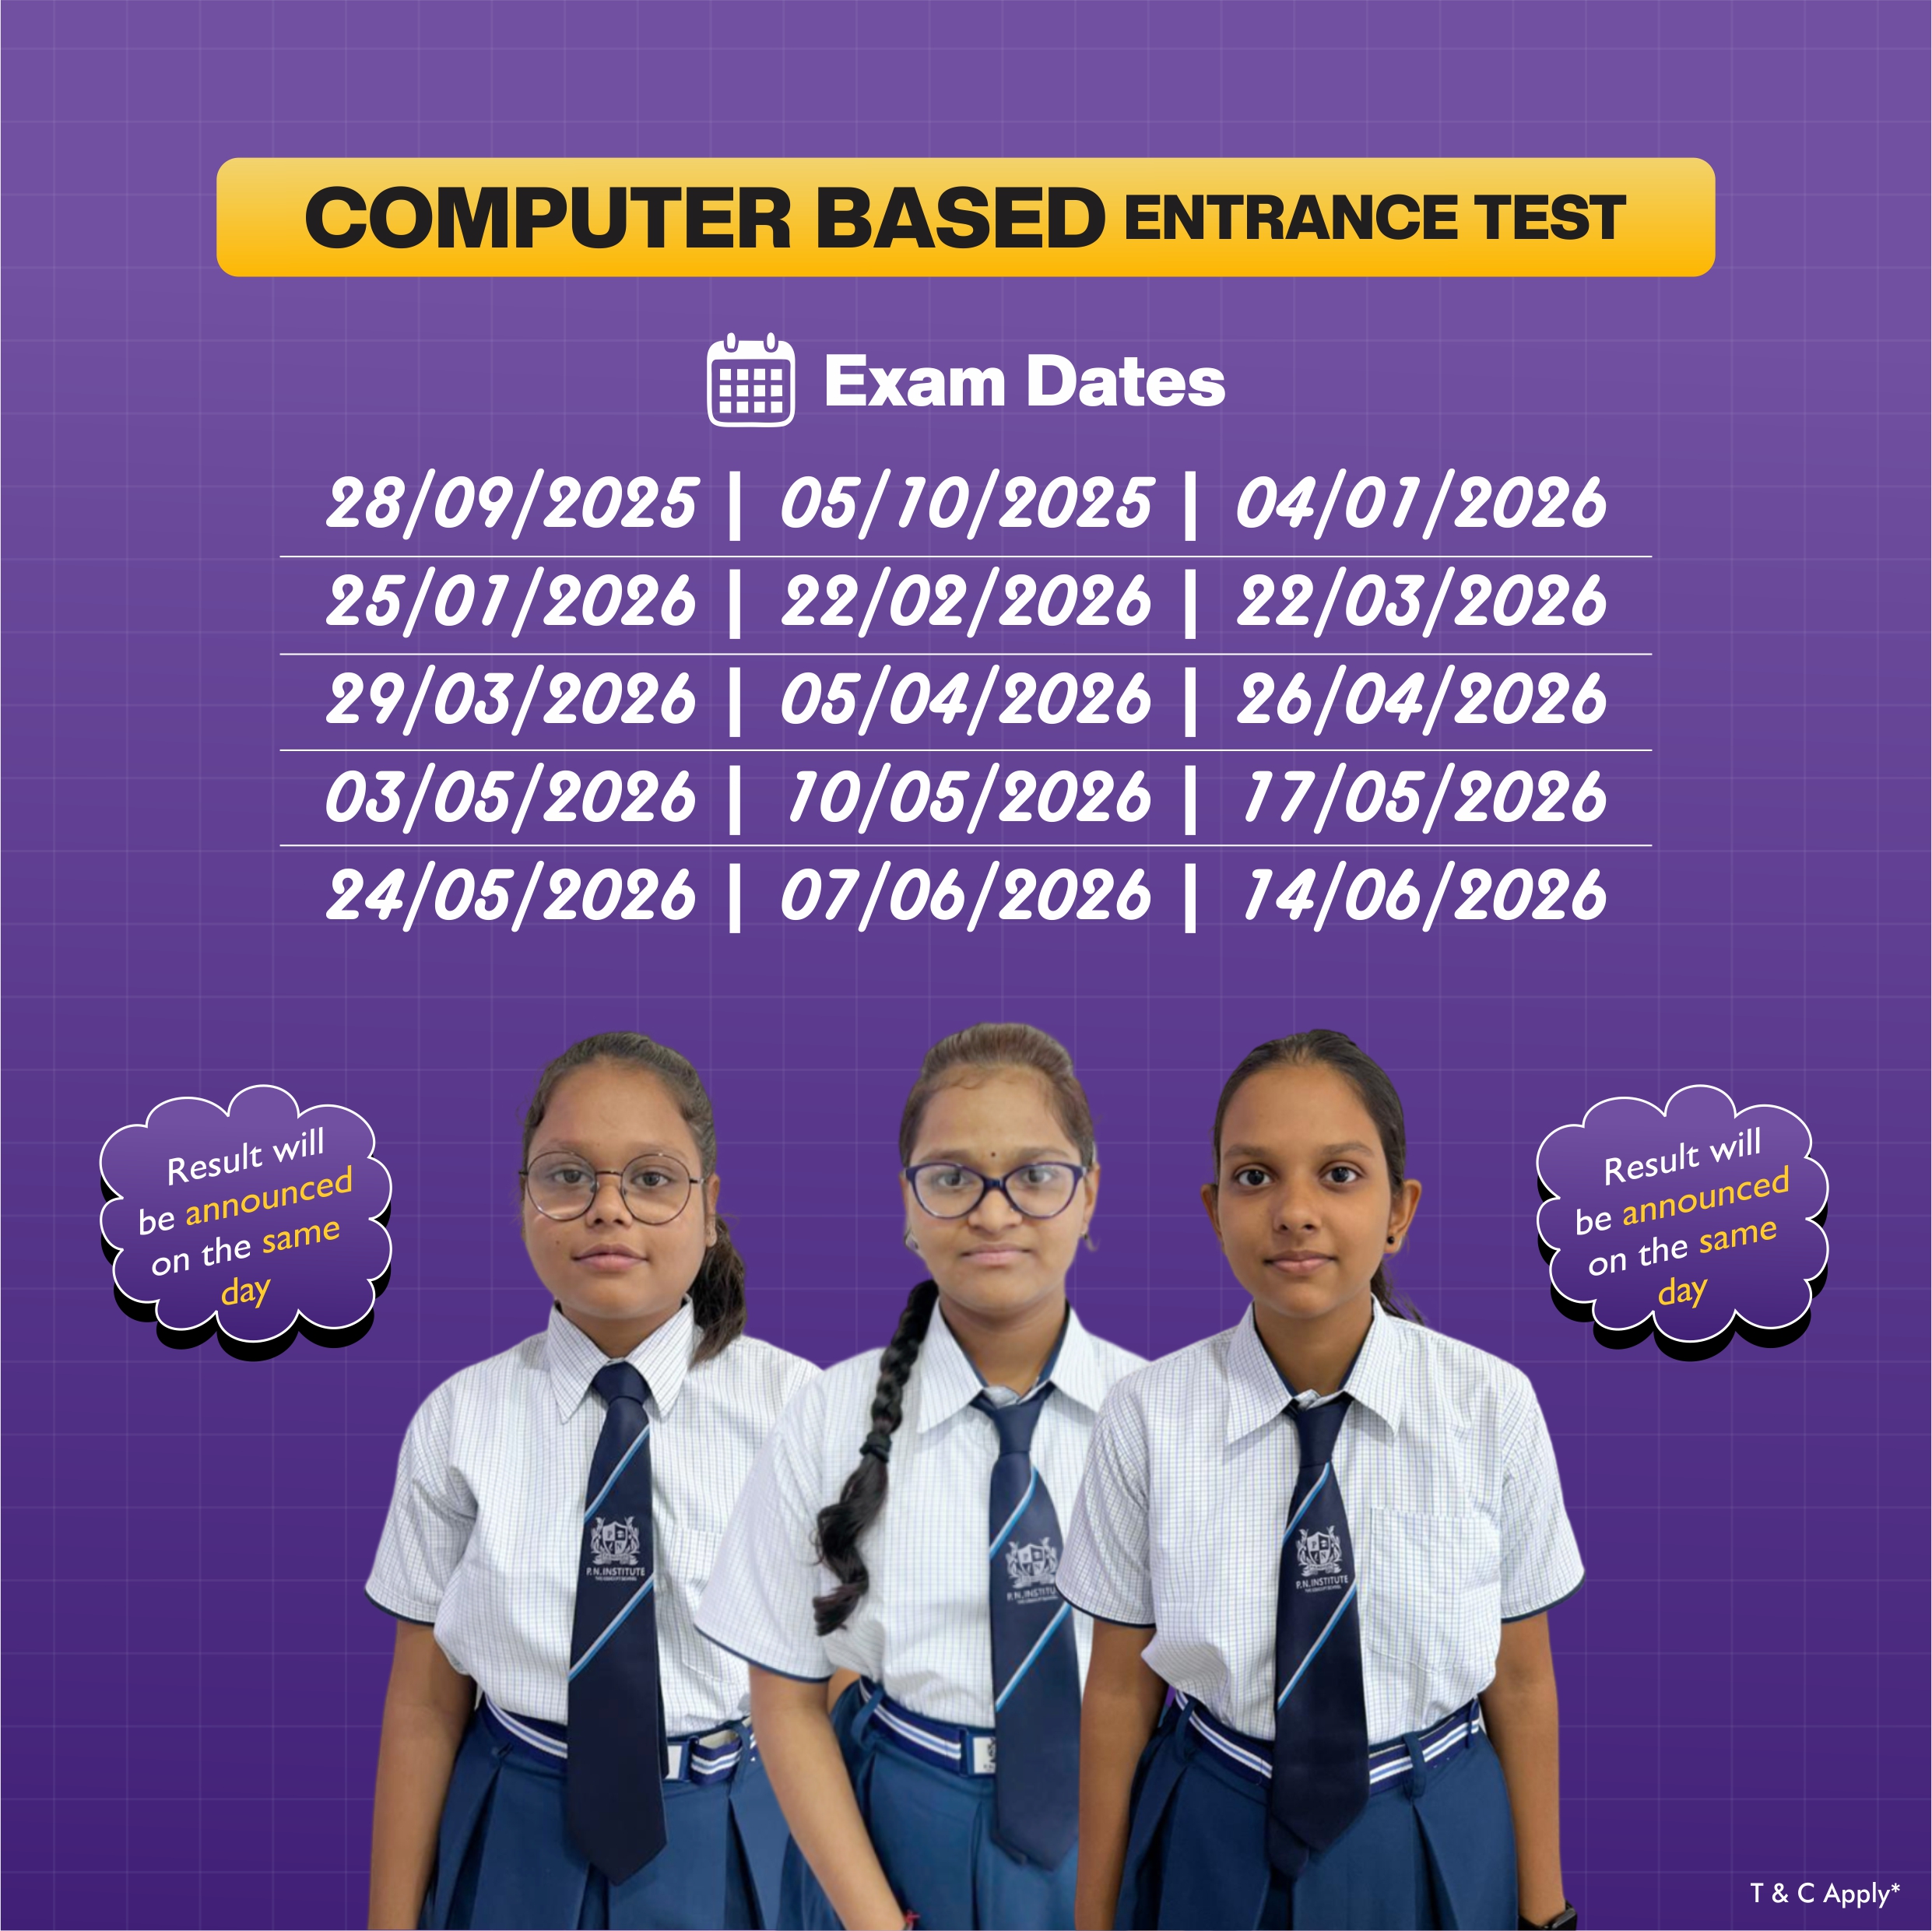 COMPUTER BASED ENTRANCE TEST
Exam Dates
28/09/2025 | 05/10/2025 | 04/01/2026
25/01/2026 | 22/02/2026 | 22/03/2026
29/03/2026 | 05/04/2026 | 26/04/2026
03/05/2026 | 10/05/2026 | 17/05/2026
24/05/2026 | 07/06/2026 | 14/06/2026
Result will
be announced
on the same
day
Result will
be announced
on the same
day
P.N.INSTITUTE
P.N.INSTITU
P.N.INSTITUTE
T & C Apply*